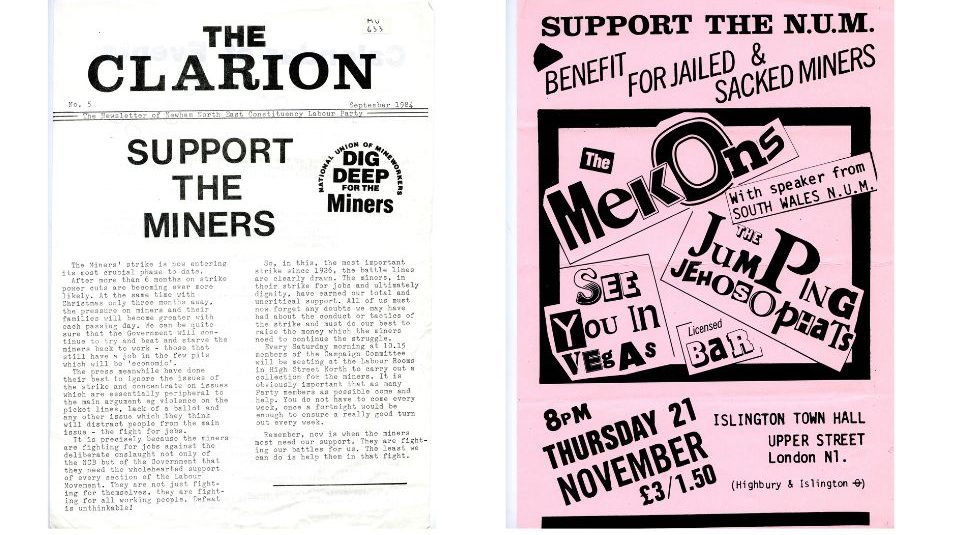 THE
CLARION
MU
633
No. 5
September 1984
The Newsletter of Newham North East Constituency Labour Party
SUPPORT
THE
MINERS
NATIONAL UNION OF MINEWORKERS
DIG
DEEP
FOR THE
Miners
The Miners' strike is now entering
its most crucial phase to date.
After more than 6 months on strike
power cuts are becoming ever more
likely. At the same time with
Christmas only three months away,
the pressure on miners and their
families will become greater with
each passing day. We can be quite
sure that the Government will con-
tinue to try and beat and starve the
miners back to work - those that
still have a job in the few pits
which will be 'economic'.
The press meanwhile have done
their best to ignore the issues of
the strike and concentrate on issues
which are essentially peripheral to
the main argument eg violence on the
picket lines, lack of a ballot and
any other issue which they think
will distract people from the main
issue - the fight for jobs.
It is precisely because the miners
are fighting for jobs against the
deliberate onslaught not only of
the NCB but of the Government that
they need the wholehearted support
of every section of the Labour
Movement. They are not just fight-
ing for themselves, they are fight-
ing for all working people. Defeat
is unthinkable!
So, in this, the most important
strike since 1926, the battle lines
are clearly drawn. The miners, in
their strike for jobs and ultimately
dignity, have earned our total and
uncritical support. All of us must
now forget any doubts we may have
had about the conduct or tactics of
the strike and must do our best to
raise the money which the miners
need to continue the struggle.
Every Saturday morning at 10.15
members of the Campaign Committee
will be meeting at the Labour Rooms
in High Street North to carry out a
collection for the miners. It is
obviously important that as many
Party members as possible come and
help. You do not have to come every
week, once a fortnight would be
enough to ensure a really good turn
out every week.
Remember, now is when the miners
most need our support. They are fight-
ing our battles for us. The least we
can do is help them in that fight.
SUPPORT THE N.U.M.
BENEFIT FOR JAILED &
SACKED MINERS
The
MeKOns
With speaker from
SOUTH WALES N.U.M.
THE
JUMPING
JEHOSOPHATS
SEE
YOU In
VEgAs
Licensed
BaR
8PM
THURSDAY 21
NOVEMBER
£3/1.50
ISLINGTON TOWN HALL
UPPER STREET
London N1.
(Highbury & Islington )